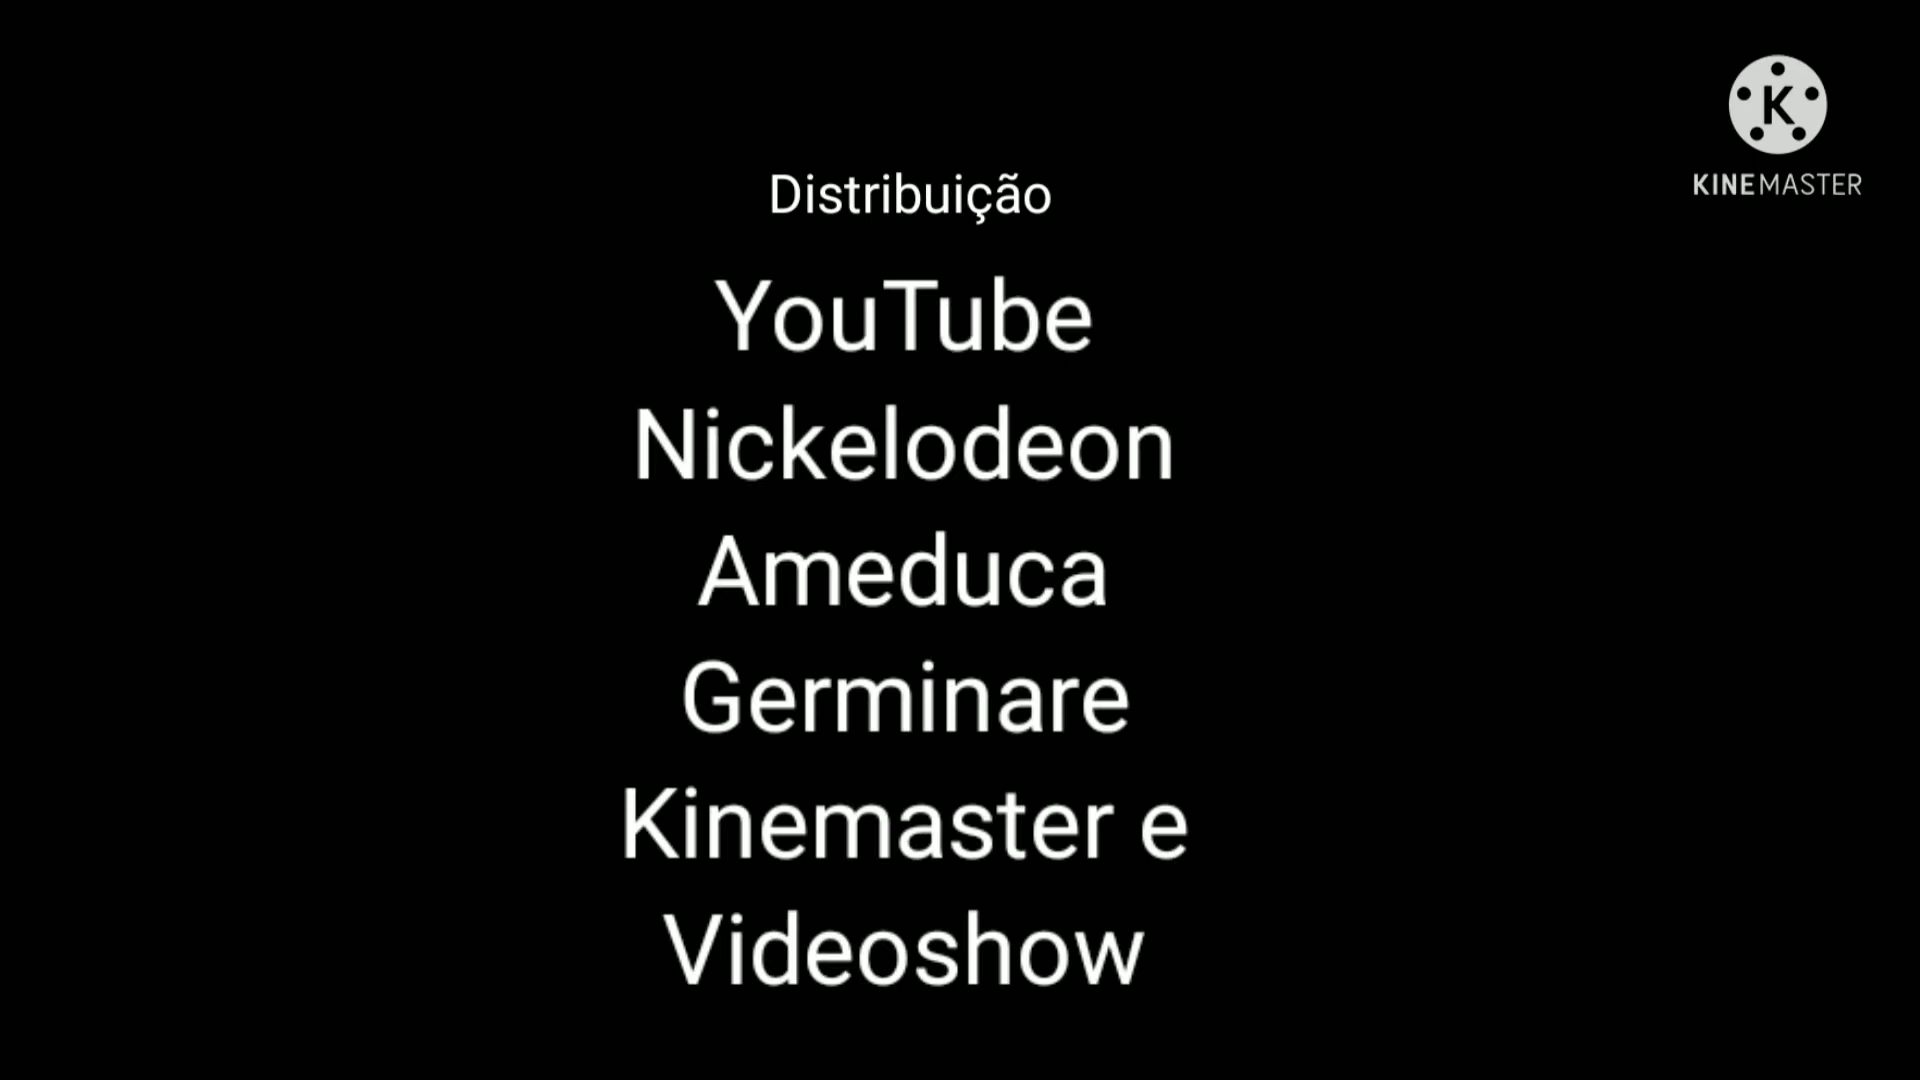 K
KINEMASTER
Distribuição
YouTube
Nickelodeon
Ameduca
Germinare
Kinemaster e
Videoshow